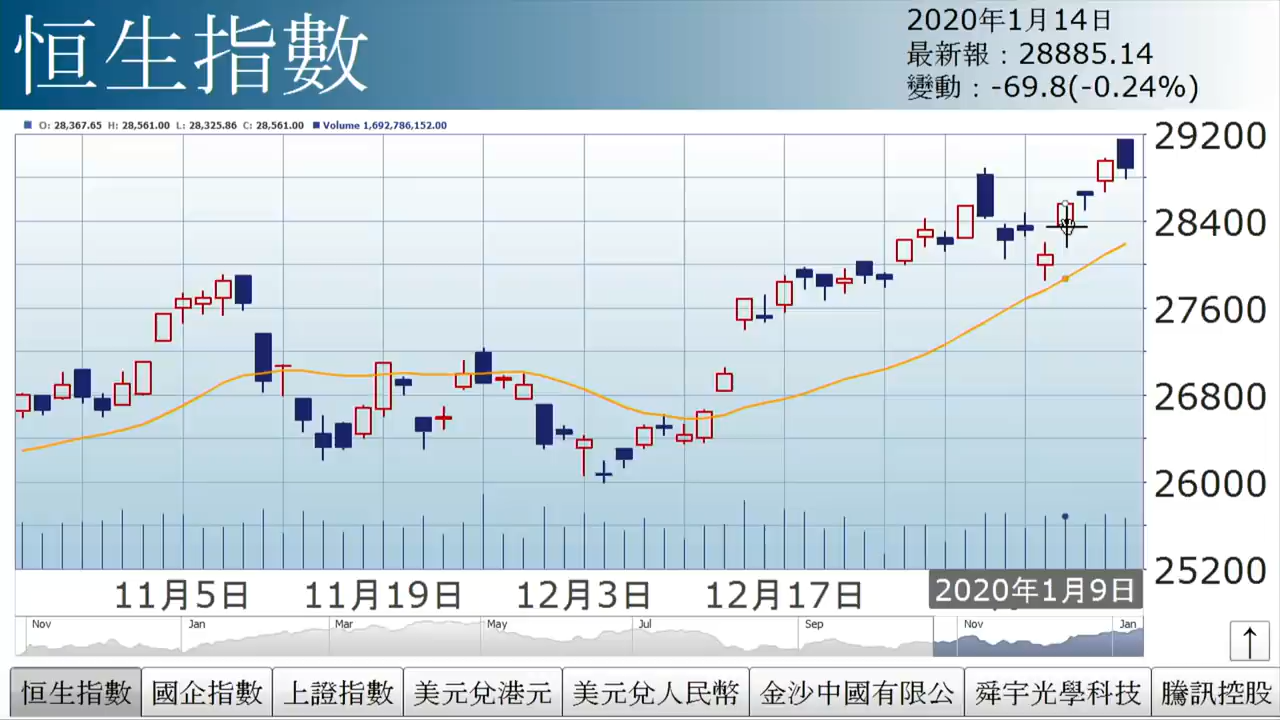 恒生指數
2020年1月14日
最新報：28885.14
變動：-69.8(-0.24%)
O: 28,367.65 H: 28,561.00 L: 28,325.86 C: 28,561.00 Volume 1,692,786,152.00
29200
28400
27600
26800
26000
25200
11月5日 11月19日 12月3日 12月17日 2020年1月9日
Nov Jan Mar May Jul Sep Nov Jan
↑
恒生指數 國企指數 上證指數 美元兌港元 美元兌人民幣 金沙中國有限公 舜宇光學科技 騰訊控股